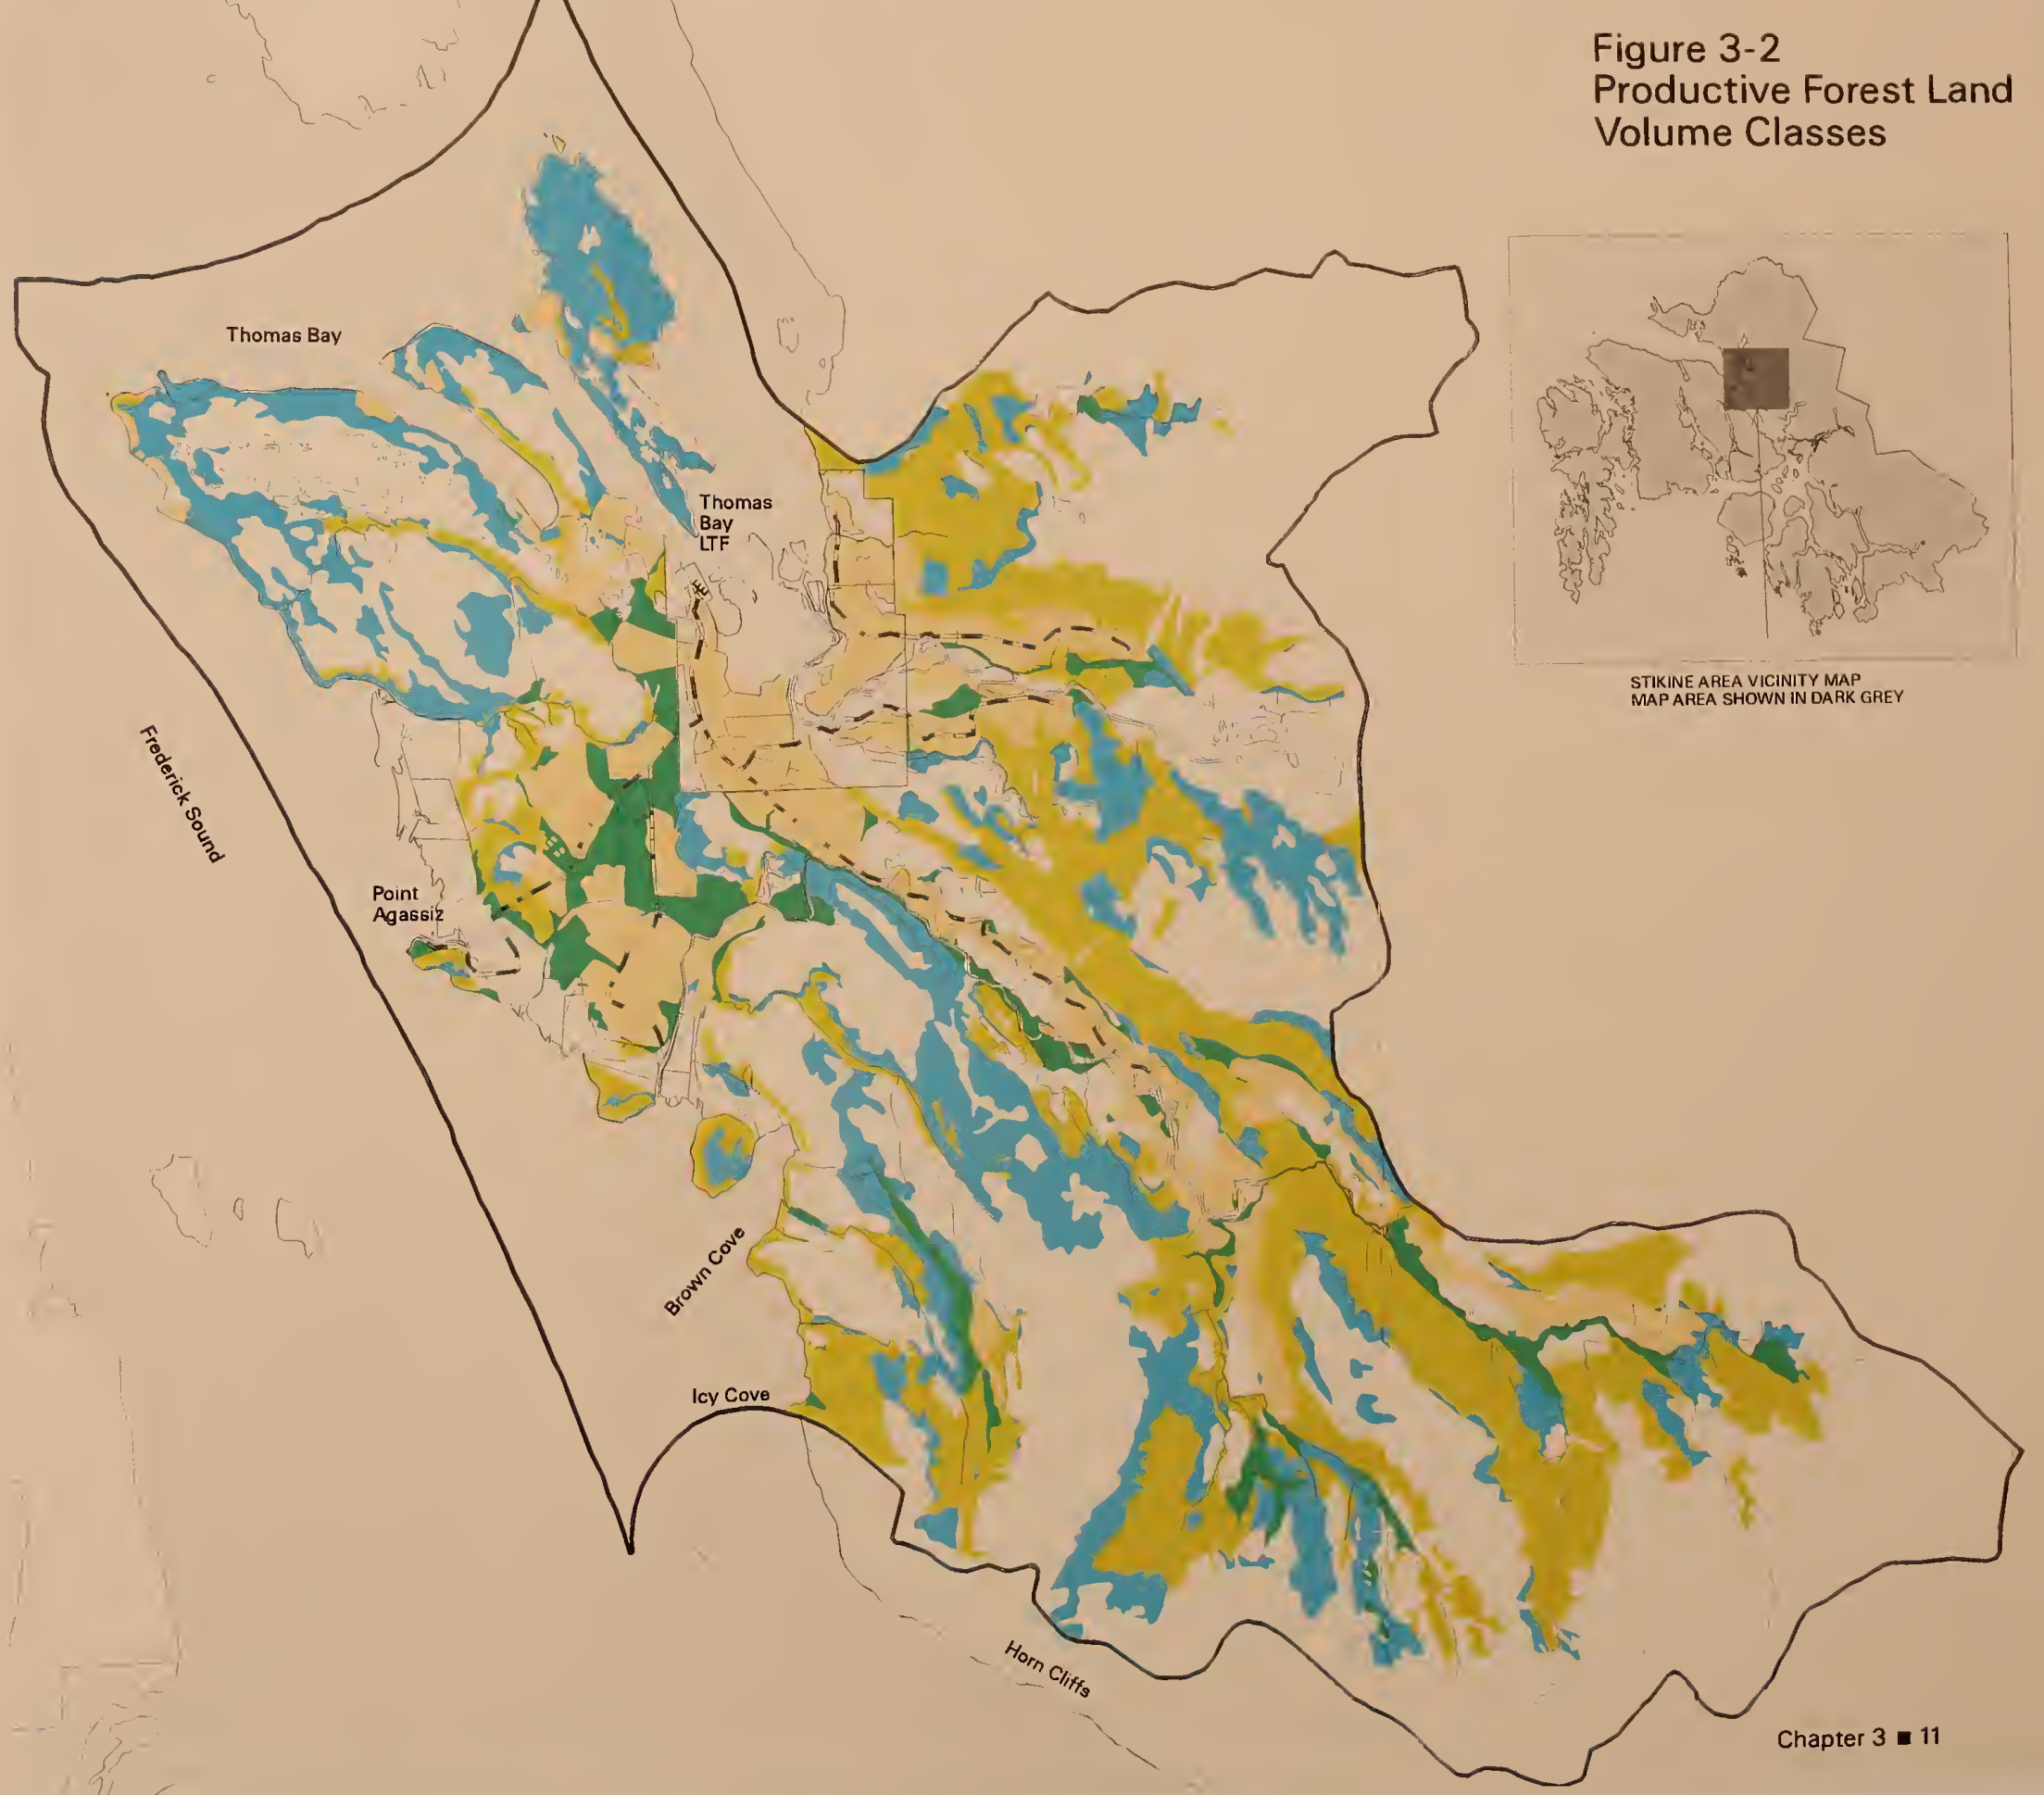 Figure 3-2
Productive Forest Land
Volume Classes
Thomas Bay
Thomas
Bay
LTF
STIKINE AREA VICINITY MAP
MAP AREA SHOWN IN DARK GREY
Frederick Sound
Point
Agassiz
Brown Cove
Icy Cove
Horn Cliffs
Chapter 3 ■ 11